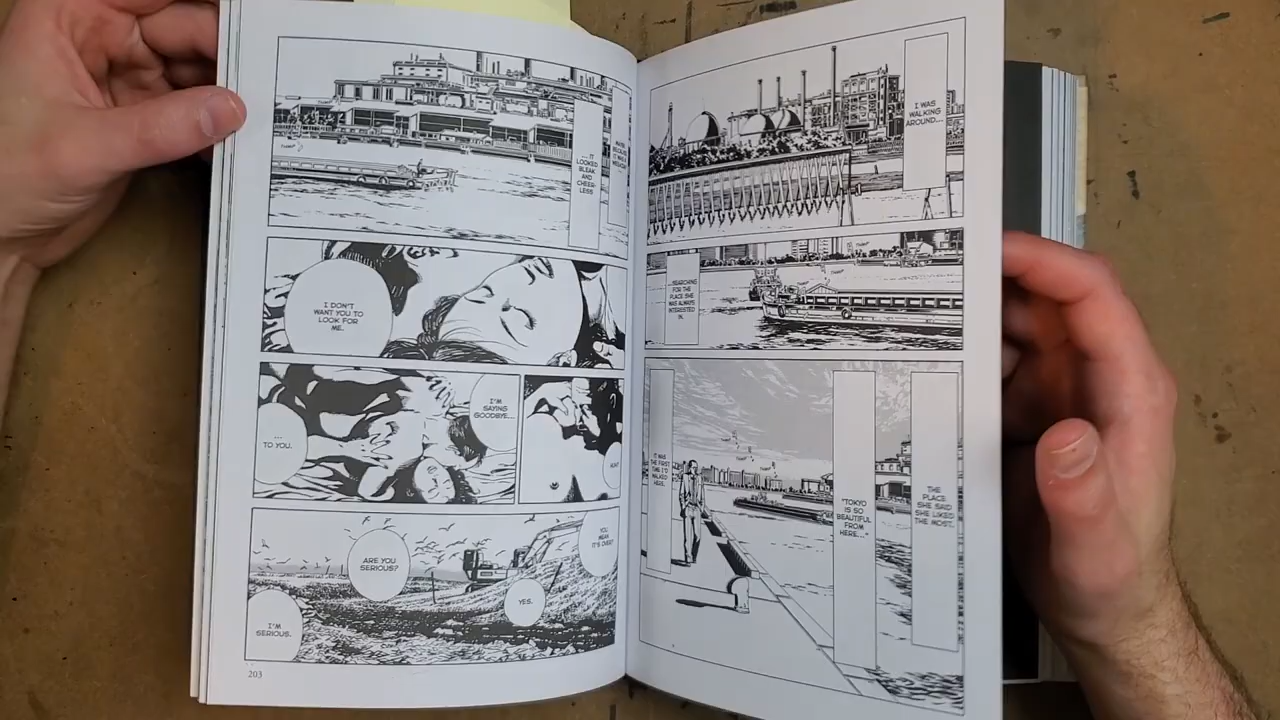 I WAS
WALKING
AROUND...
...SEARCHING
FOR THE
PLACE SHE
WAS ALWAYS
INTERESTED
IN.
THE
PLACE
SHE SAID
SHE LIKED
THE MOST.
"TOKYO
IS SO
BEAUTIFUL
FROM
HERE..."
IT WAS
THE FIRST
TIME I'D
WALKED
HERE.
...IT
LOOKED
BLEAK
AND
CHEER-
LESS
I DON'T
WANT YOU TO
LOOK FOR
ME.
I'M
SAYING
GOODBYE...
...
TO YOU.
YOU
MEAN
IT'S OVER?
YES.
ARE YOU
SERIOUS?
I'M
SERIOUS.
203